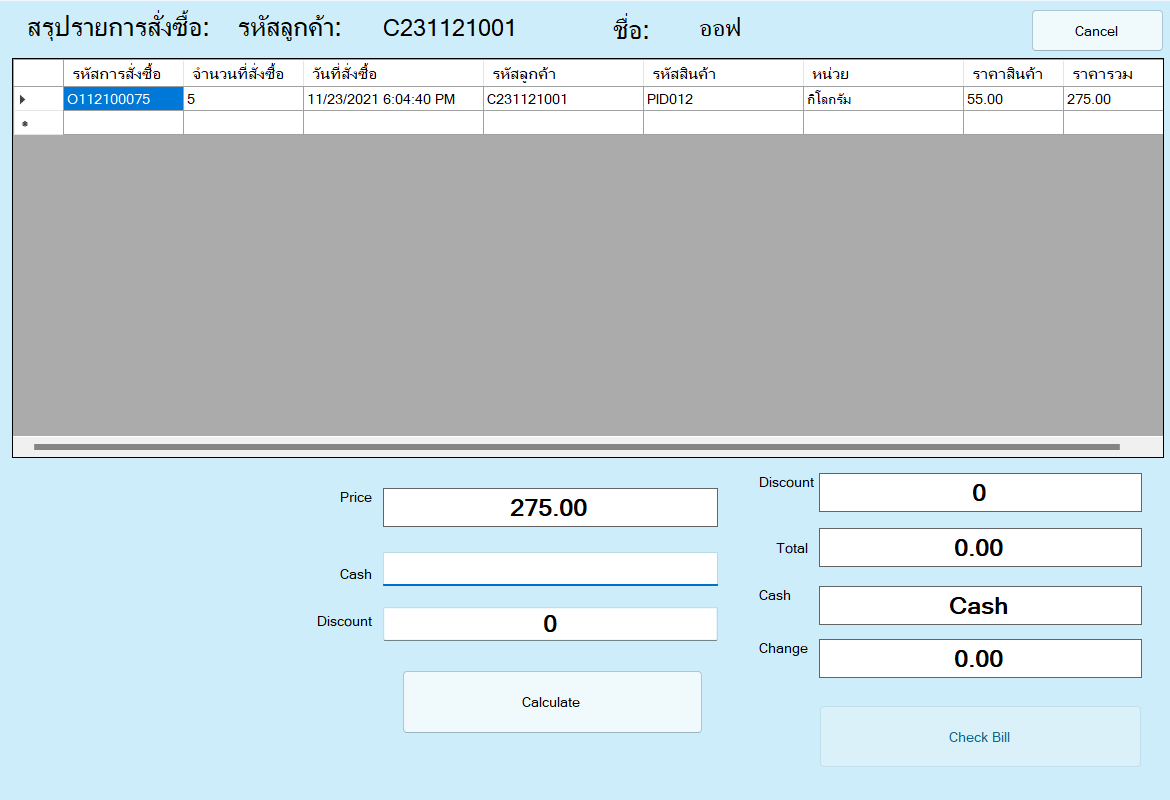 สรุปรายการสั่งซื้อ: รหัสลูกค้า: C231121001 ชื่อ: ออฟ Cancel
รหัสการสั่งซื้อ จำนวนที่สั่งซื้อ วันที่สั่งซื้อ รหัสลูกค้า รหัสสินค้า หน่วย ราคาสินค้า ราคารวม
O112100075 5 11/23/2021 6:04:40 PM C231121001 PID012 กิโลกรัม 55.00 275.00
Price 275.00
Cash
Discount 0
Calculate
Discount 0
Total 0.00
Cash Cash
Change 0.00
Check Bill